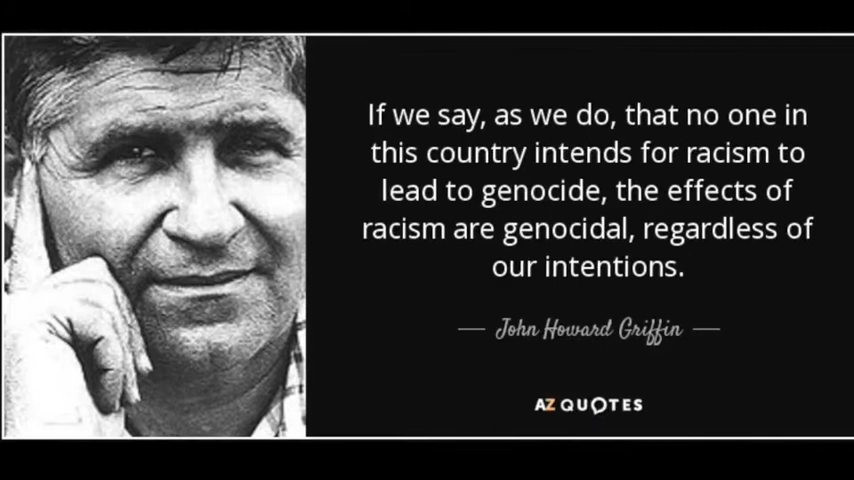 If we say, as we do, that no one in
this country intends for racism to
lead to genocide, the effects of
racism are genocidal, regardless of
our intentions.
John Howard Griffin
AZ QUOTES